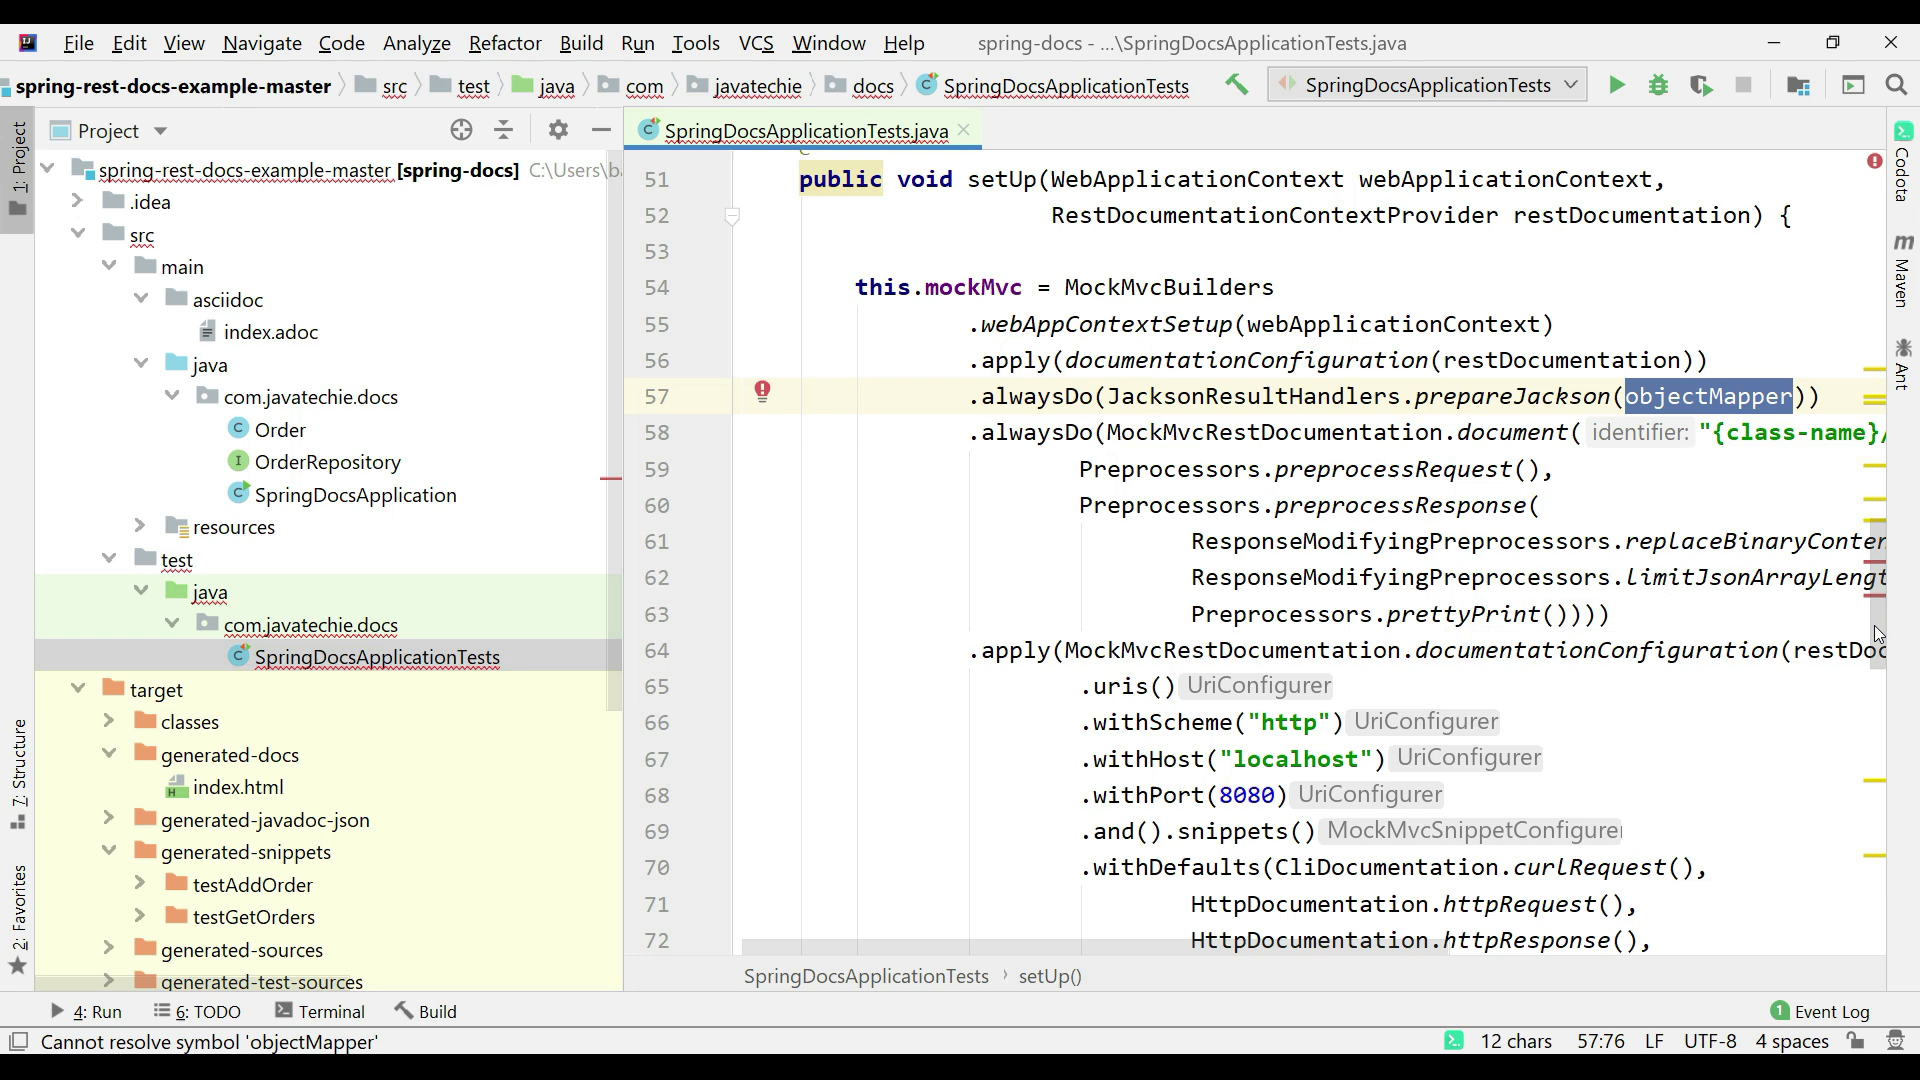 File Edit View Navigate Code Analyze Refactor Build Run Tools VCS Window Help spring-docs - ...\SpringDocsApplicationTests.java
spring-rest-docs-example-master src test java com javatechie docs SpringDocsApplicationTests SpringDocsApplicationTests
1: Project
Project
SpringDocsApplicationTests.java
Codota
spring-rest-docs-example-master [spring-docs] C:\Users\b
.idea
src
main
asciidoc
index.adoc
java
com.javatechie.docs
Order
OrderRepository
SpringDocsApplication
resources
test
java
com.javatechie.docs
SpringDocsApplicationTests
target
classes
generated-docs
index.html
generated-javadoc-json
generated-snippets
testAddOrder
testGetOrders
generated-sources
generated-test-sources
7: Structure
2: Favorites
51 public void setUp(WebApplicationContext webApplicationContext,
52 RestDocumentationContextProvider restDocumentation) {
53
54 this.mockMvc = MockMvcBuilders
55 .webAppContextSetup(webApplicationContext)
56 .apply(documentationConfiguration(restDocumentation))
57 .alwaysDo(JacksonResultHandlers.prepareJackson(objectMapper))
58 .alwaysDo(MockMvcRestDocumentation.document( identifier: "{class-name}/
59 Preprocessors.preprocessRequest(),
60 Preprocessors.preprocessResponse(
61 ResponseModifyingPreprocessors.replaceBinaryConten
62 ResponseModifyingPreprocessors.limitJsonArrayLengt
63 Preprocessors.prettyPrint())))
64 .apply(MockMvcRestDocumentation.documentationConfiguration(restDoc
65 .uris() UriConfigurer
66 .withScheme("http") UriConfigurer
67 .withHost("localhost") UriConfigurer
68 .withPort(8080) UriConfigurer
69 .and().snippets() MockMvcSnippetConfigurer
70 .withDefaults(CliDocumentation.curlRequest(),
71 HttpDocumentation.httpRequest(),
72 HttpDocumentation.httpResponse(),
Maven
Ant
SpringDocsApplicationTests › setUp()
4: Run 6: TODO Terminal Build 1 Event Log
Cannot resolve symbol 'objectMapper' 12 chars 57:76 LF UTF-8 4 spaces